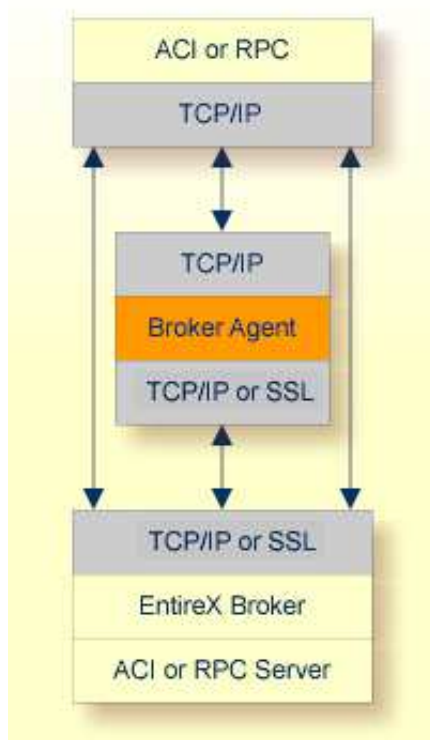 ACI or RPC
TCP/IP
TCP/IP
Broker Agent
TCP/IP or SSL
TCP/IP or SSL
EntireX Broker
ACI or RPC Server